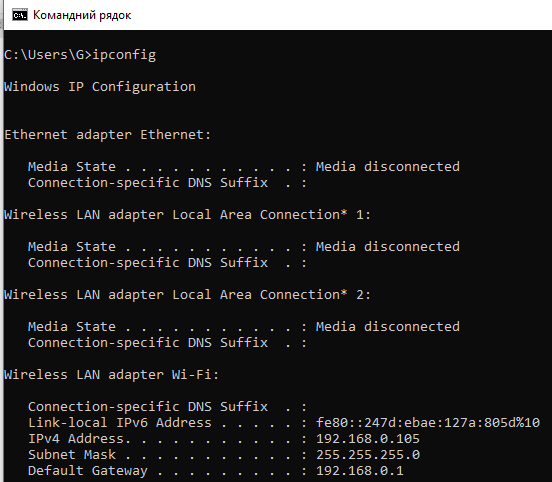 Командний рядок
C:\Users\G>ipconfig
Windows IP Configuration
Ethernet adapter Ethernet:
Media State . . . . . . . . . . . : Media disconnected
Connection-specific DNS Suffix  . :
Wireless LAN adapter Local Area Connection* 1:
Media State . . . . . . . . . . . : Media disconnected
Connection-specific DNS Suffix  . :
Wireless LAN adapter Local Area Connection* 2:
Media State . . . . . . . . . . . : Media disconnected
Connection-specific DNS Suffix  . :
Wireless LAN adapter Wi-Fi:
Connection-specific DNS Suffix  . :
Link-local IPv6 Address . . . . . : fe80::247d:ebae:127a:805d%10
IPv4 Address. . . . . . . . . . . : 192.168.0.105
Subnet Mask . . . . . . . . . . . : 255.255.255.0
Default Gateway . . . . . . . . . : 192.168.0.1